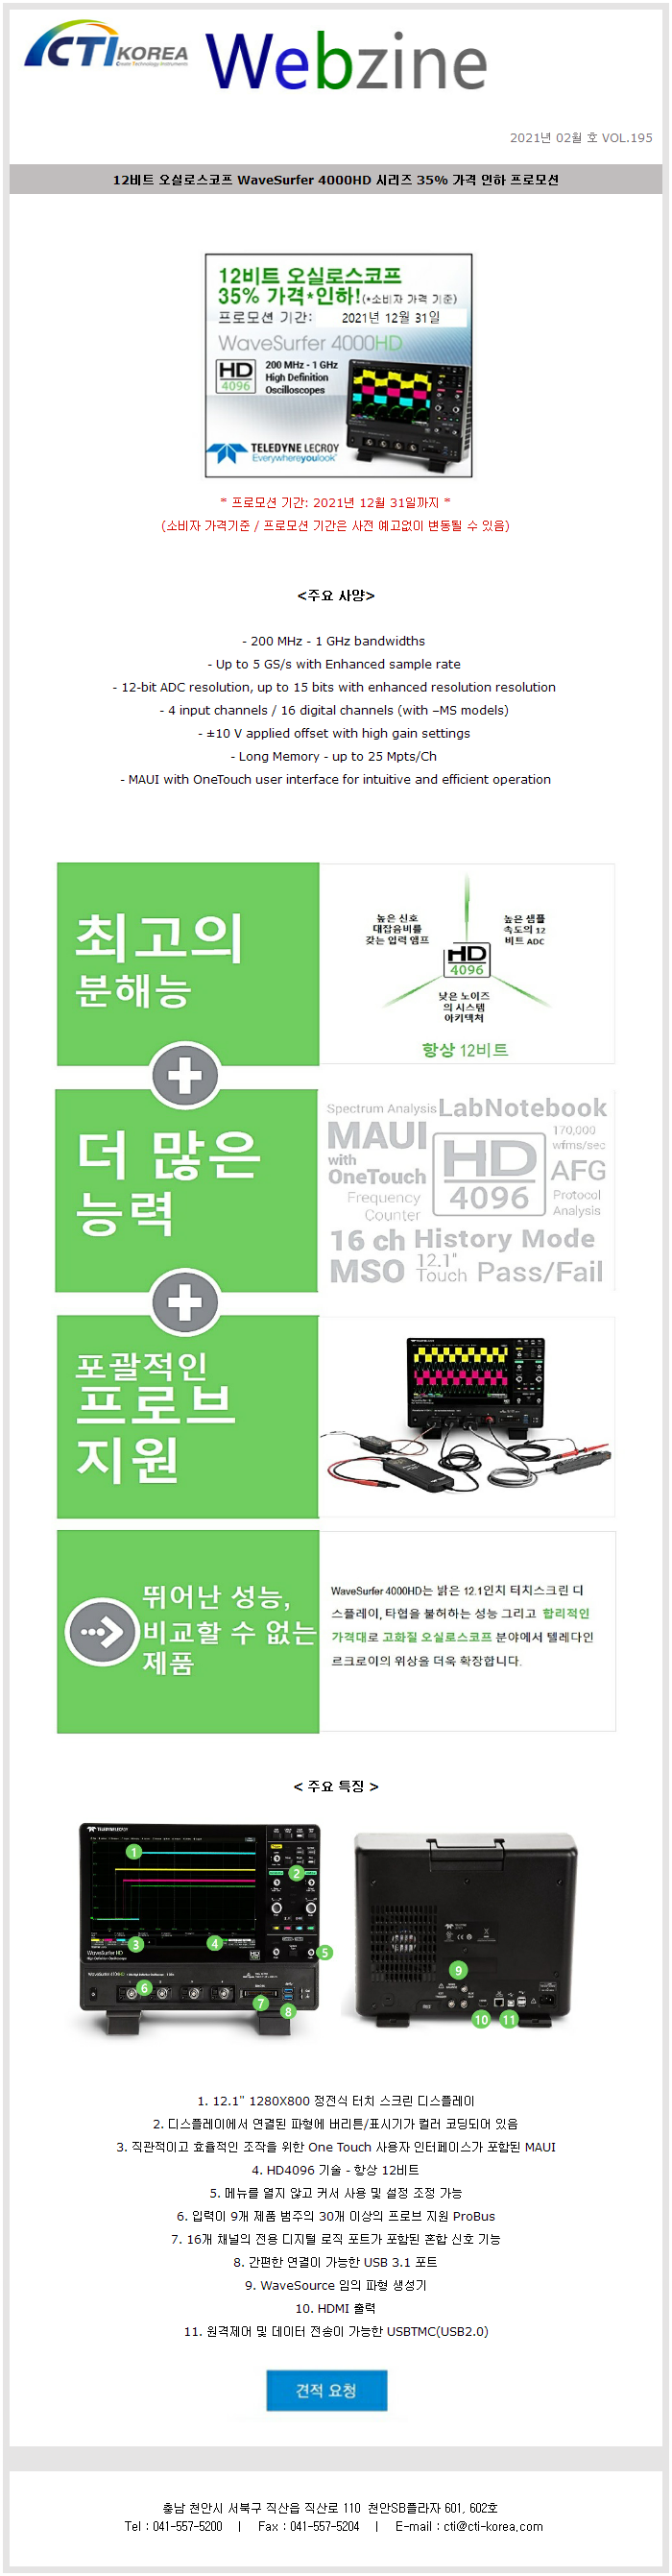 CTI KOREA
Create Technology Instruments
Webzine
2021년 02월 호 VOL.195
12비트 오실로스코프 WaveSurfer 4000HD 시리즈 35% 가격 인하 프로모션
12비트 오실로스코프
35% 가격*인하!(*소비자 가격 기준)
프로모션 기간: 2021년 12월 31일
WaveSurfer 4000HD
HD
4096
200 MHz - 1 GHz
High Definition
Oscilloscopes
TELEDYNE LECROY
Everywhereyoulook
* 프로모션 기간: 2021년 12월 31일까지 *
(소비자 가격기준 / 프로모션 기간은 사전 예고없이 변동될 수 있음)
<주요 사양>
- 200 MHz - 1 GHz bandwidths
- Up to 5 GS/s with Enhanced sample rate
- 12-bit ADC resolution, up to 15 bits with enhanced resolution resolution
- 4 input channels / 16 digital channels (with –MS models)
- ±10 V applied offset with high gain settings
- Long Memory - up to 25 Mpts/Ch
- MAUI with OneTouch user interface for intuitive and efficient operation
최고의
분해능
높은 신호
대잡음비를
갖는 입력 앰프
높은 샘플
속도의 12
비트 ADC
HD
4096
낮은 노이즈
의 시스템
아키텍처
항상 12비트
더 많은
능력
Spectrum Analysis LabNotebook
MAUI
with
OneTouch
HD
4096
170,000
wfms/sec
AFG
Frequency
Counter
Protocol
Analysis
16 ch History Mode
MSO 12.1" Touch Pass/Fail
포괄적인
프로브
지원
뛰어난 성능,
비교할 수 없는
제품
WaveSurfer 4000HD는 밝은 12.1인치 터치스크린 디
스플레이, 타협을 불허하는 성능 그리고 합리적인
가격대로 고화질 오실로스코프 분야에서 텔레다인
르크로이의 위상을 더욱 확장합니다.
< 주요 특징 >
1
2
3
4
5
6
7
8
9
10
11
WaveSurfer HD
1. 12.1" 1280X800 정전식 터치 스크린 디스플레이
2. 디스플레이에서 연결된 파형에 버리튼/표시기가 컬러 코딩되어 있음
3. 직관적이고 효율적인 조작을 위한 One Touch 사용자 인터페이스가 포함된 MAUI
4. HD4096 기술 - 항상 12비트
5. 메뉴를 열지 않고 커서 사용 및 설정 조정 가능
6. 입력이 9개 제품 범주의 30개 이상의 프로브 지원 ProBus
7. 16개 채널의 전용 디지털 로직 포트가 포함된 혼합 신호 기능
8. 간편한 연결이 가능한 USB 3.1 포트
9. WaveSource 임의 파형 생성기
10. HDMI 출력
11. 원격제어 및 데이터 전송이 가능한 USBTMC(USB2.0)
견적 요청
충남 천안시 서북구 직산읍 직산로 110 천안SB플라자 601, 602호
Tel : 041-557-5200 | Fax : 041-557-5204 | E-mail : cti@cti-korea.com